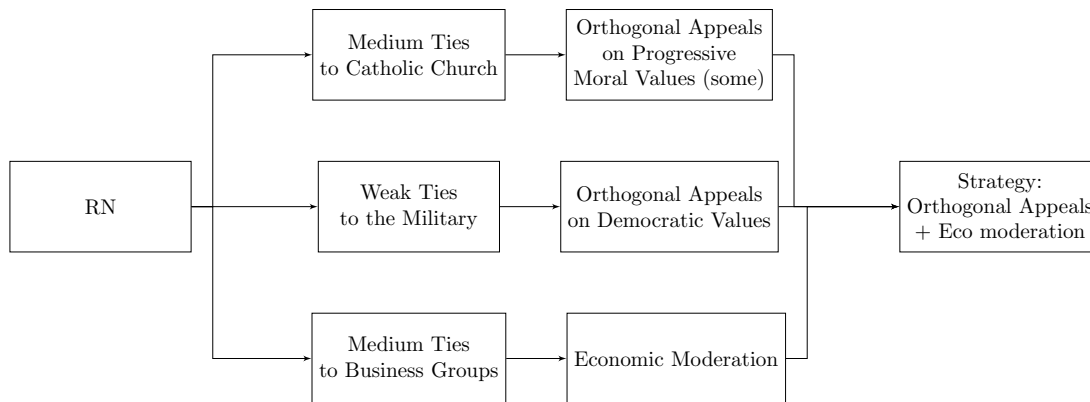 RN
Medium Ties
to Catholic Church
Orthogonal Appeals
on Progressive
Moral Values (some)
Weak Ties
to the Military
Orthogonal Appeals
on Democratic Values
Medium Ties
to Business Groups
Economic Moderation
Strategy:
Orthogonal Appeals
+ Eco moderation